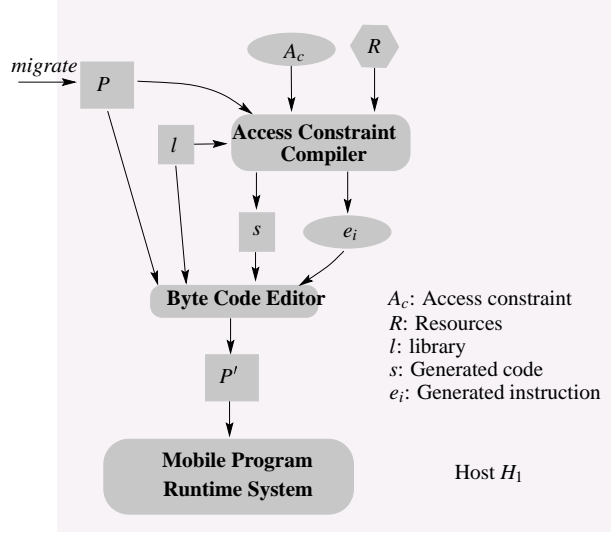 migrate
P
A_c
R
l
Access Constraint
Compiler
s
e_i
Byte Code Editor
A_c: Access constraint
R: Resources
l: library
s: Generated code
e_i: Generated instruction
P′
Mobile Program
Runtime System
Host H_1